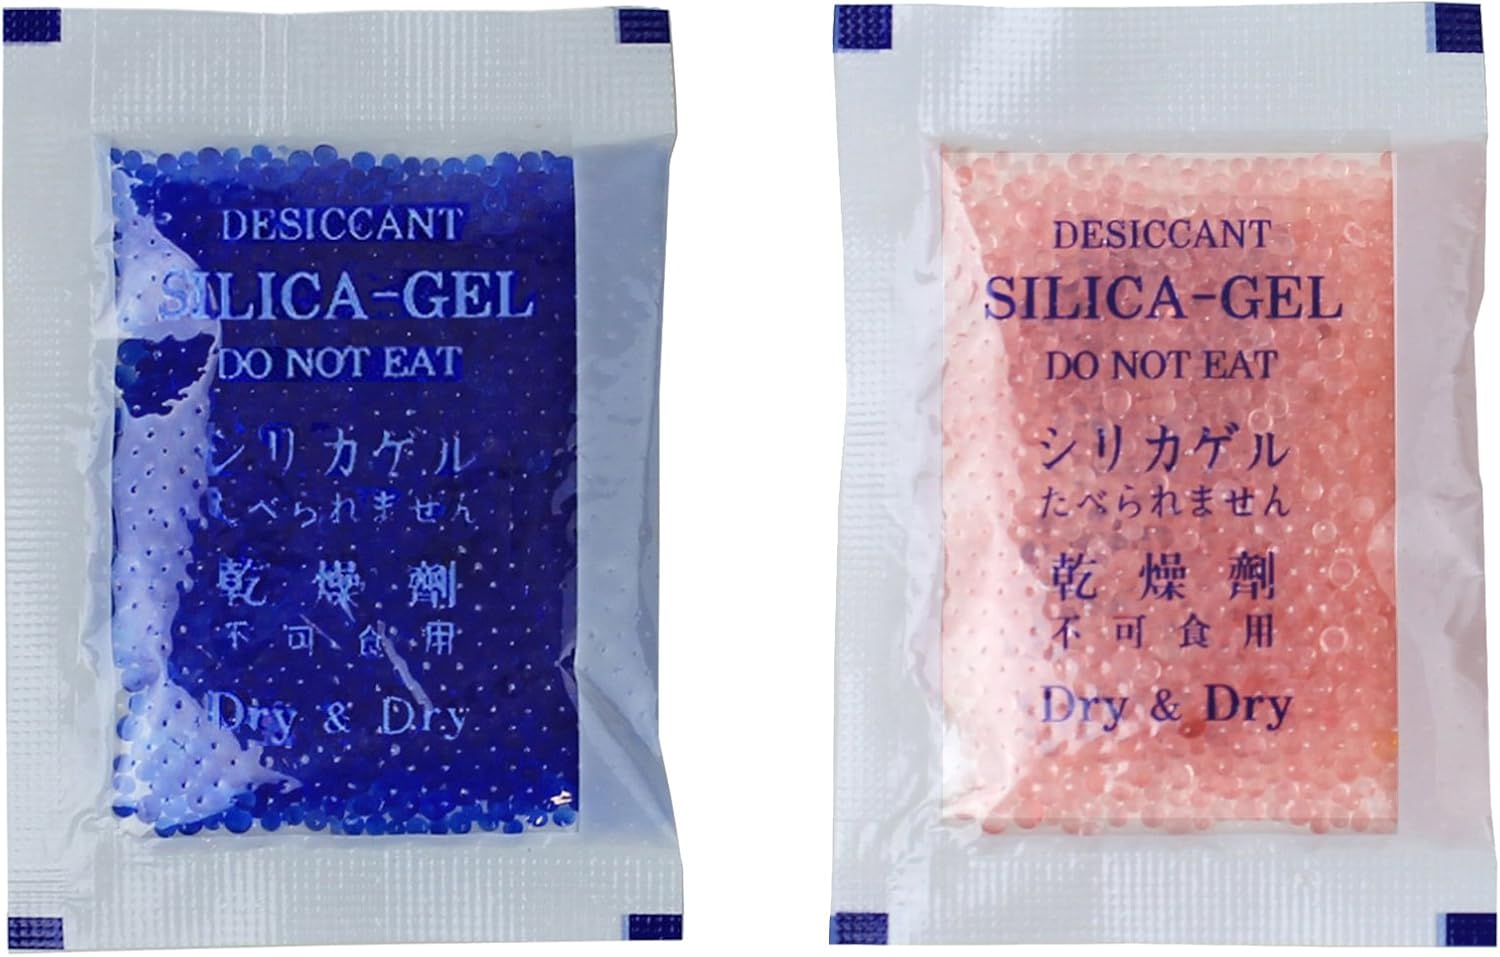 DESICCANT
SILICA-GEL
DO NOT EAT
シリカゲル
たべられません
乾燥劑
不可食用
Dry & Dry
DESICCANT
SILICA-GEL
DO NOT EAT
シリカゲル
たべられません
乾燥劑
不可食用
Dry & Dry